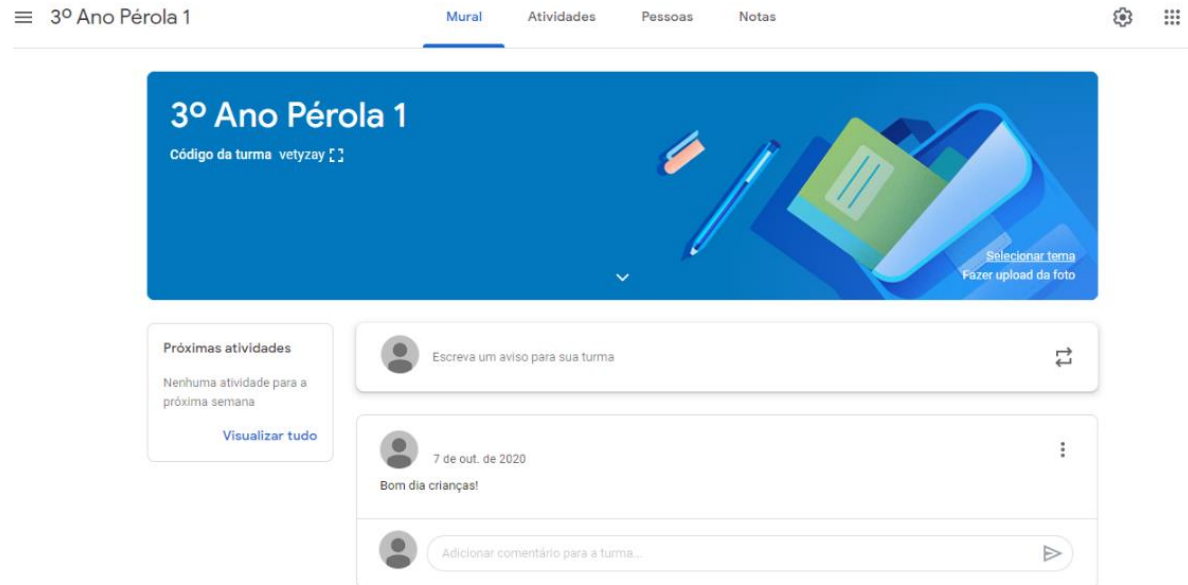 3º Ano Pérola 1
Mural Atividades Pessoas Notas
3º Ano Pérola 1
Código da turma vetyzay
Selecionar tema
Fazer upload da foto
Próximas atividades
Nenhuma atividade para a
próxima semana
Visualizar tudo
Escreva um aviso para sua turma
7 de out. de 2020
Bom dia crianças!
Adicionar comentário para a turma...